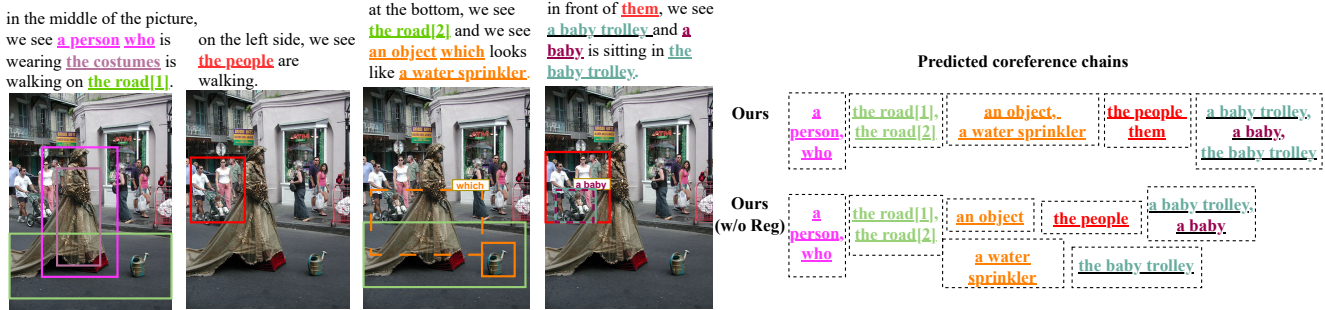 in the middle of the picture,
we see a person who is
wearing the costumes is
walking on the road[1].
on the left side, we see
the people are
walking.
at the bottom, we see
the road[2] and we see
an object which looks
like a water sprinkler.
in front of them, we see
a baby trolley and a
baby is sitting in the
baby trolley.
ATM
which
ATM
a baby
ATM
Predicted coreference chains
Ours
a
person,
who
the road[1],
the road[2]
an object,
a water sprinkler
the people
them
a baby trolley,
a baby,
the baby trolley
Ours
(w/o Reg)
a
person,
who
the road[1],
the road[2]
an object
a water
sprinkler
the people
a baby trolley,
a baby
the baby trolley